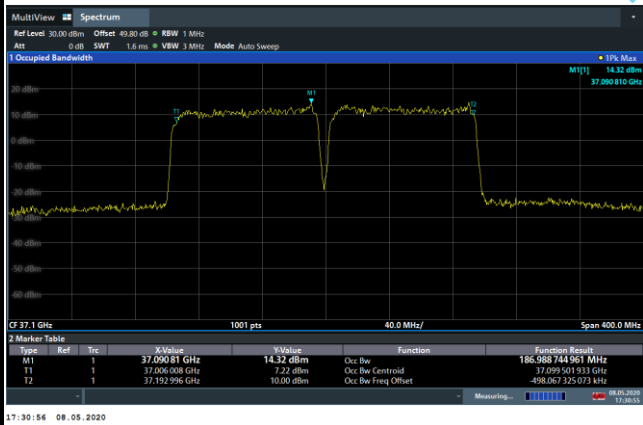 MultiView Spectrum
Ref Level 30.00 dBm Offset 49.80 dB RBW 1 MHz
Att 0 dB SWT 1.6 ms VBW 3 MHz Mode Auto Sweep
1 Occupied Bandwidth 1Pk Max
M1[1] 14.32 dBm
37.090 810 GHz
20 dBm
M1
T1 T2
10 dBm
0 dBm
-10 dBm
-20 dBm
-30 dBm
-40 dBm
-50 dBm
-60 dBm
CF 37.1 GHz 1001 pts 40.0 MHz/ Span 400.0 MHz
2 Marker Table
Type Ref Trc X-Value Y-Value Function Function Result
M1 1 37.090 81 GHz 14.32 dBm Occ Bw 186.988 744 961 MHz
T1 1 37.006 008 GHz 7.22 dBm Occ Bw Centroid 37.099 501 933 GHz
T2 1 37.192 996 GHz 10.00 dBm Occ Bw Freq Offset -498.067 325 073 kHz
Measuring... 08.05.2020
17:30:55
17:30:56 08.05.2020